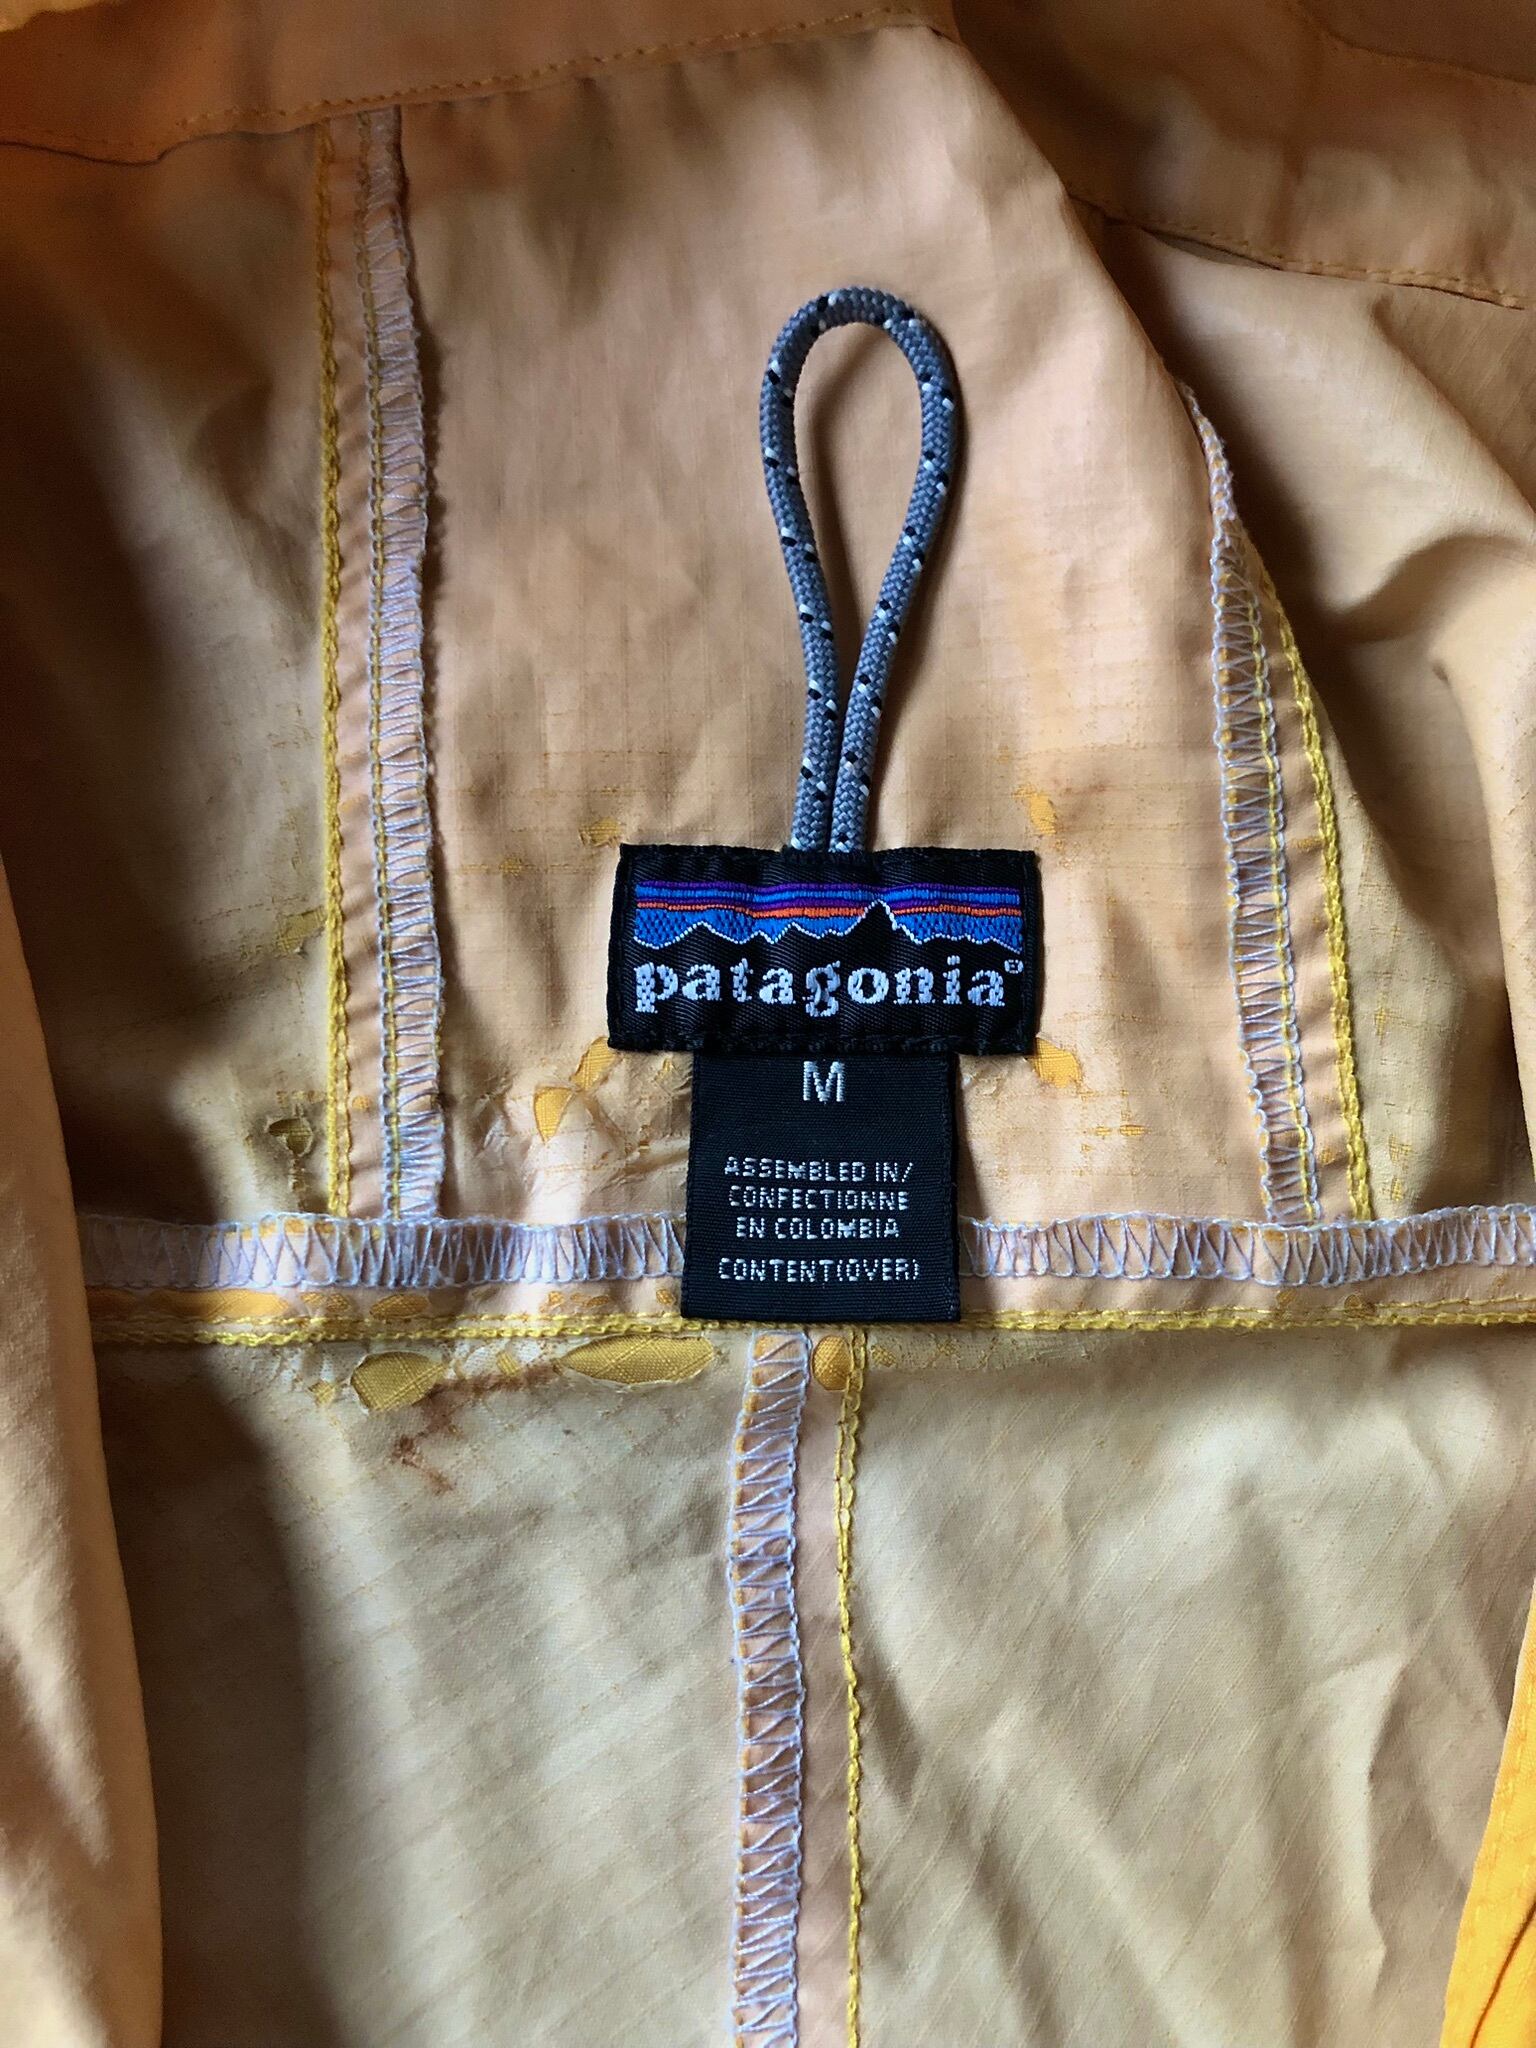 patagonia®
M
ASSEMBLED IN/
CONFECTIONNE
EN COLOMBIA
CONTENT(OVER)